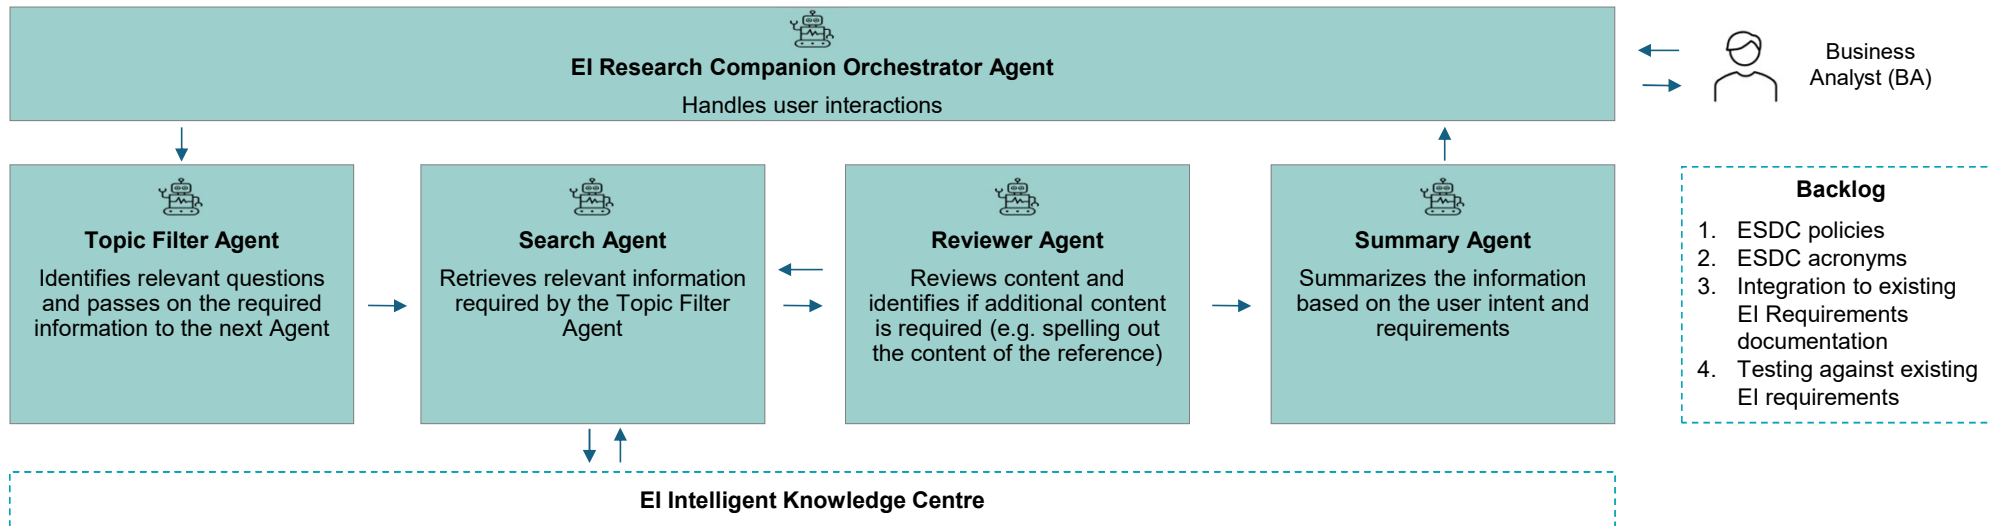 EI Research Companion Orchestrator Agent
Handles user interactions
Business
Analyst (BA)
Topic Filter Agent
Identifies relevant questions
and passes on the required
information to the next Agent
Search Agent
Retrieves relevant information
required by the Topic Filter
Agent
Reviewer Agent
Reviews content and
identifies if additional content
is required (e.g. spelling out
the content of the reference)
Summary Agent
Summarizes the information
based on the user intent and
requirements
Backlog
1. ESDC policies
2. ESDC acronyms
3. Integration to existing
EI Requirements
documentation
4. Testing against existing
EI requirements
EI Intelligent Knowledge Centre